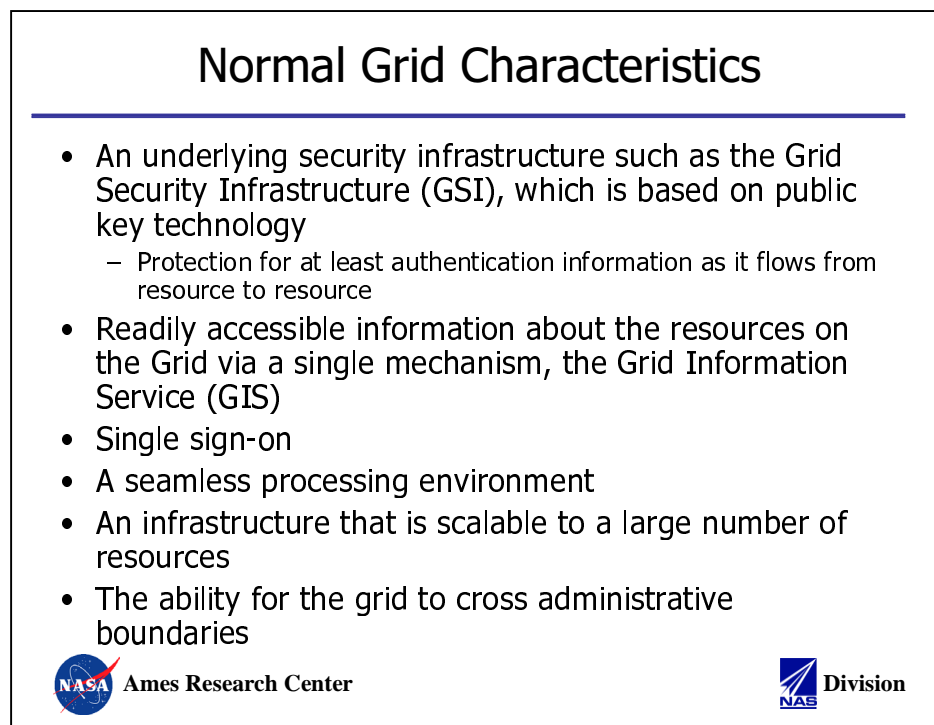 Normal Grid Characteristics
• An underlying security infrastructure such as the Grid
Security Infrastructure (GSI), which is based on public
key technology
– Protection for at least authentication information as it flows from
resource to resource
• Readily accessible information about the resources on
the Grid via a single mechanism, the Grid Information
Service (GIS)
• Single sign-on
• A seamless processing environment
• An infrastructure that is scalable to a large number of
resources
• The ability for the grid to cross administrative
boundaries
NASA Ames Research Center
NAS Division